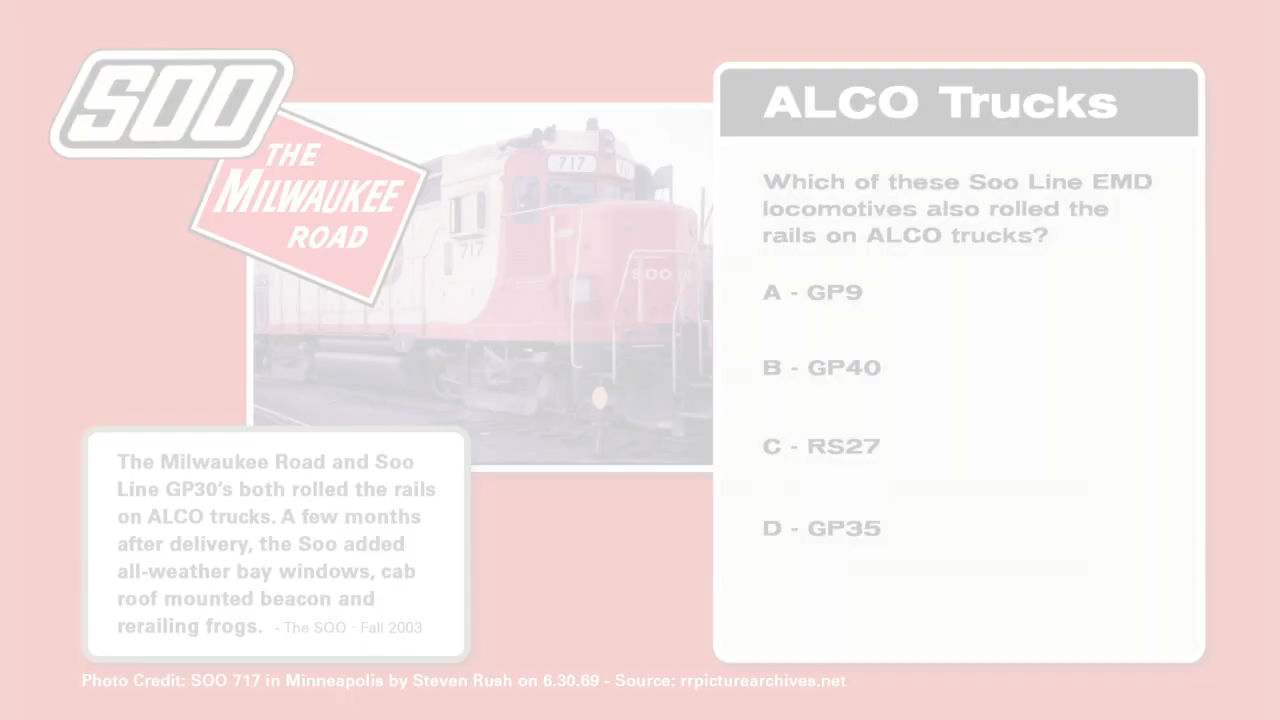 SOO
THE
MILWAUKEE
ROAD
717
717
SOO
ALCO Trucks
Which of these Soo Line EMD
locomotives also rolled the
rails on ALCO trucks?
A - GP9
B - GP40
C - RS27
D - GP35
The Milwaukee Road and Soo
Line GP30’s both rolled the rails
on ALCO trucks. A few months
after delivery, the Soo added
all-weather bay windows, cab
roof mounted beacon and
rerailing frogs. - The SOO · Fall 2003
Photo Credit: SOO 717 in Minneapolis by Steven Rush on 6.30.69 - Source: rrpicturearchives.net